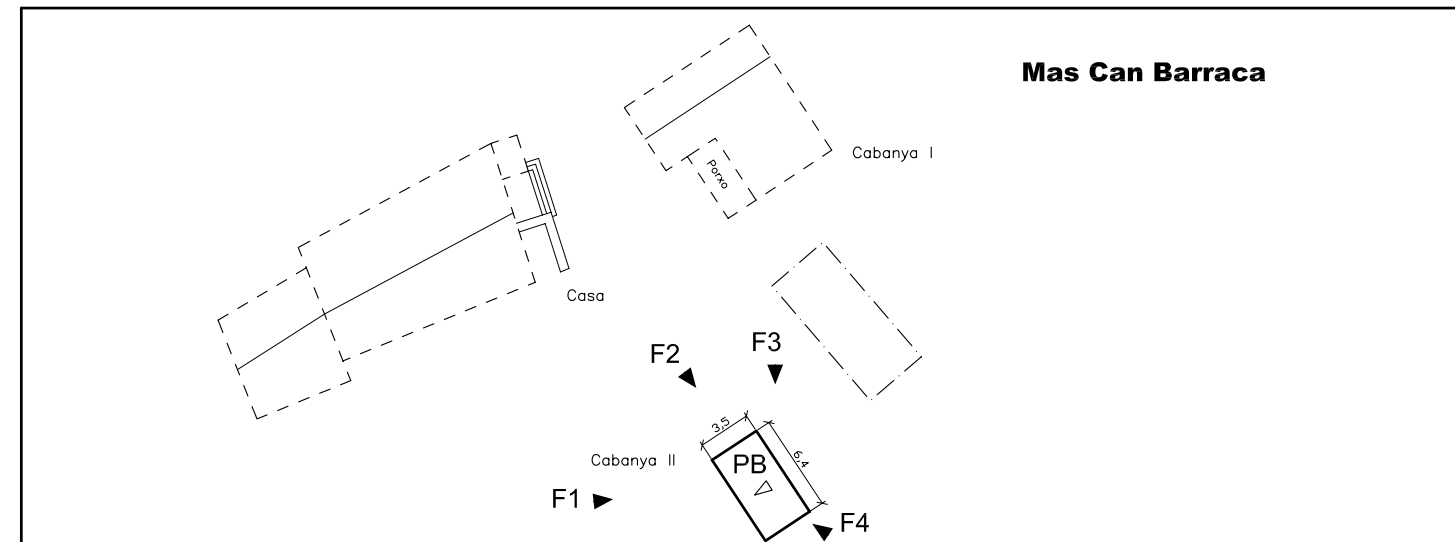 Mas Can Barraca
Cabanya I
Porxo
Casa
F2
F3
3,5
6,4
Cabanya II
PB
F1
F4